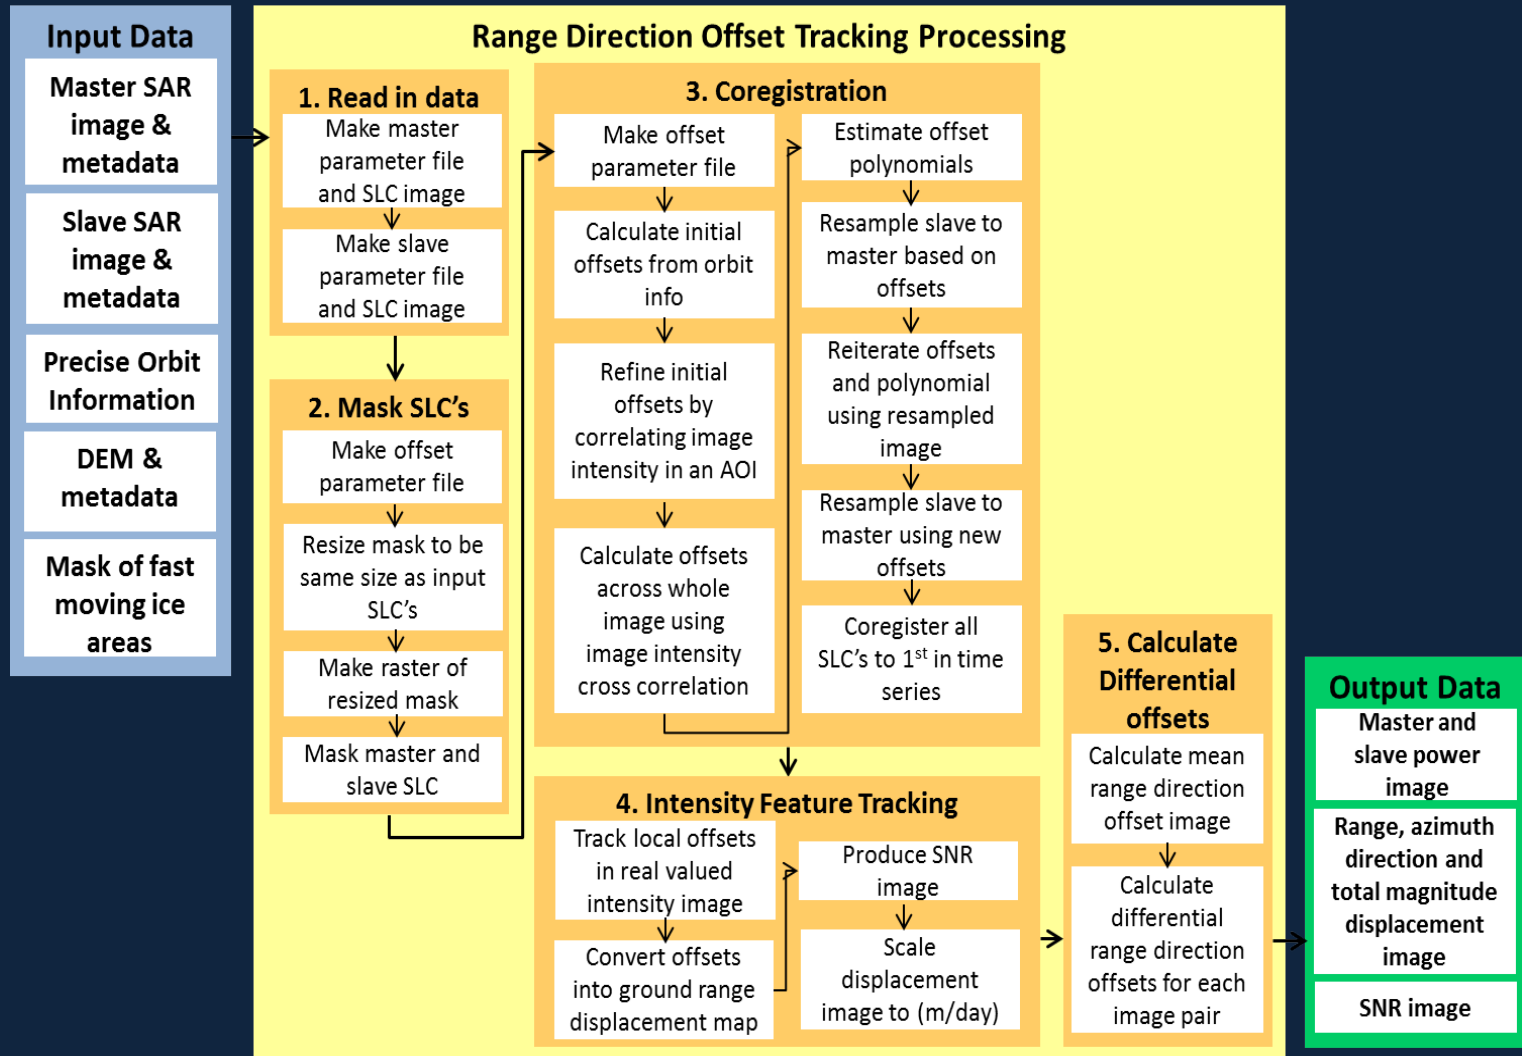 Input Data
Master SAR
image &
metadata
Slave SAR
image &
metadata
Precise Orbit
Information
DEM &
metadata
Mask of fast
moving ice
areas
Range Direction Offset Tracking Processing
1. Read in data
Make master
parameter file
and SLC image
Make slave
parameter file
and SLC image
2. Mask SLC’s
Make offset
parameter file
Resize mask to be
same size as input
SLC’s
Make raster of
resized mask
Mask master and
slave SLC
3. Coregistration
Make offset
parameter file
Calculate initial
offsets from orbit
info
Refine initial
offsets by
correlating image
intensity in an AOI
Calculate offsets
across whole
image using
image intensity
cross correlation
Estimate offset
polynomials
Resample slave to
master based on
offsets
Reiterate offsets
and polynomial
using resampled
image
Resample slave to
master using new
offsets
Coregister all
SLC’s to 1st in time
series
4. Intensity Feature Tracking
Track local offsets
in real valued
intensity image
Convert offsets
into ground range
displacement map
Produce SNR
image
Scale
displacement
image to (m/day)
5. Calculate
Differential
offsets
Calculate mean
range direction
offset image
Calculate
differential
range direction
offsets for each
image pair
Output Data
Master and
slave power
image
Range, azimuth
direction and
total magnitude
displacement
image
SNR image